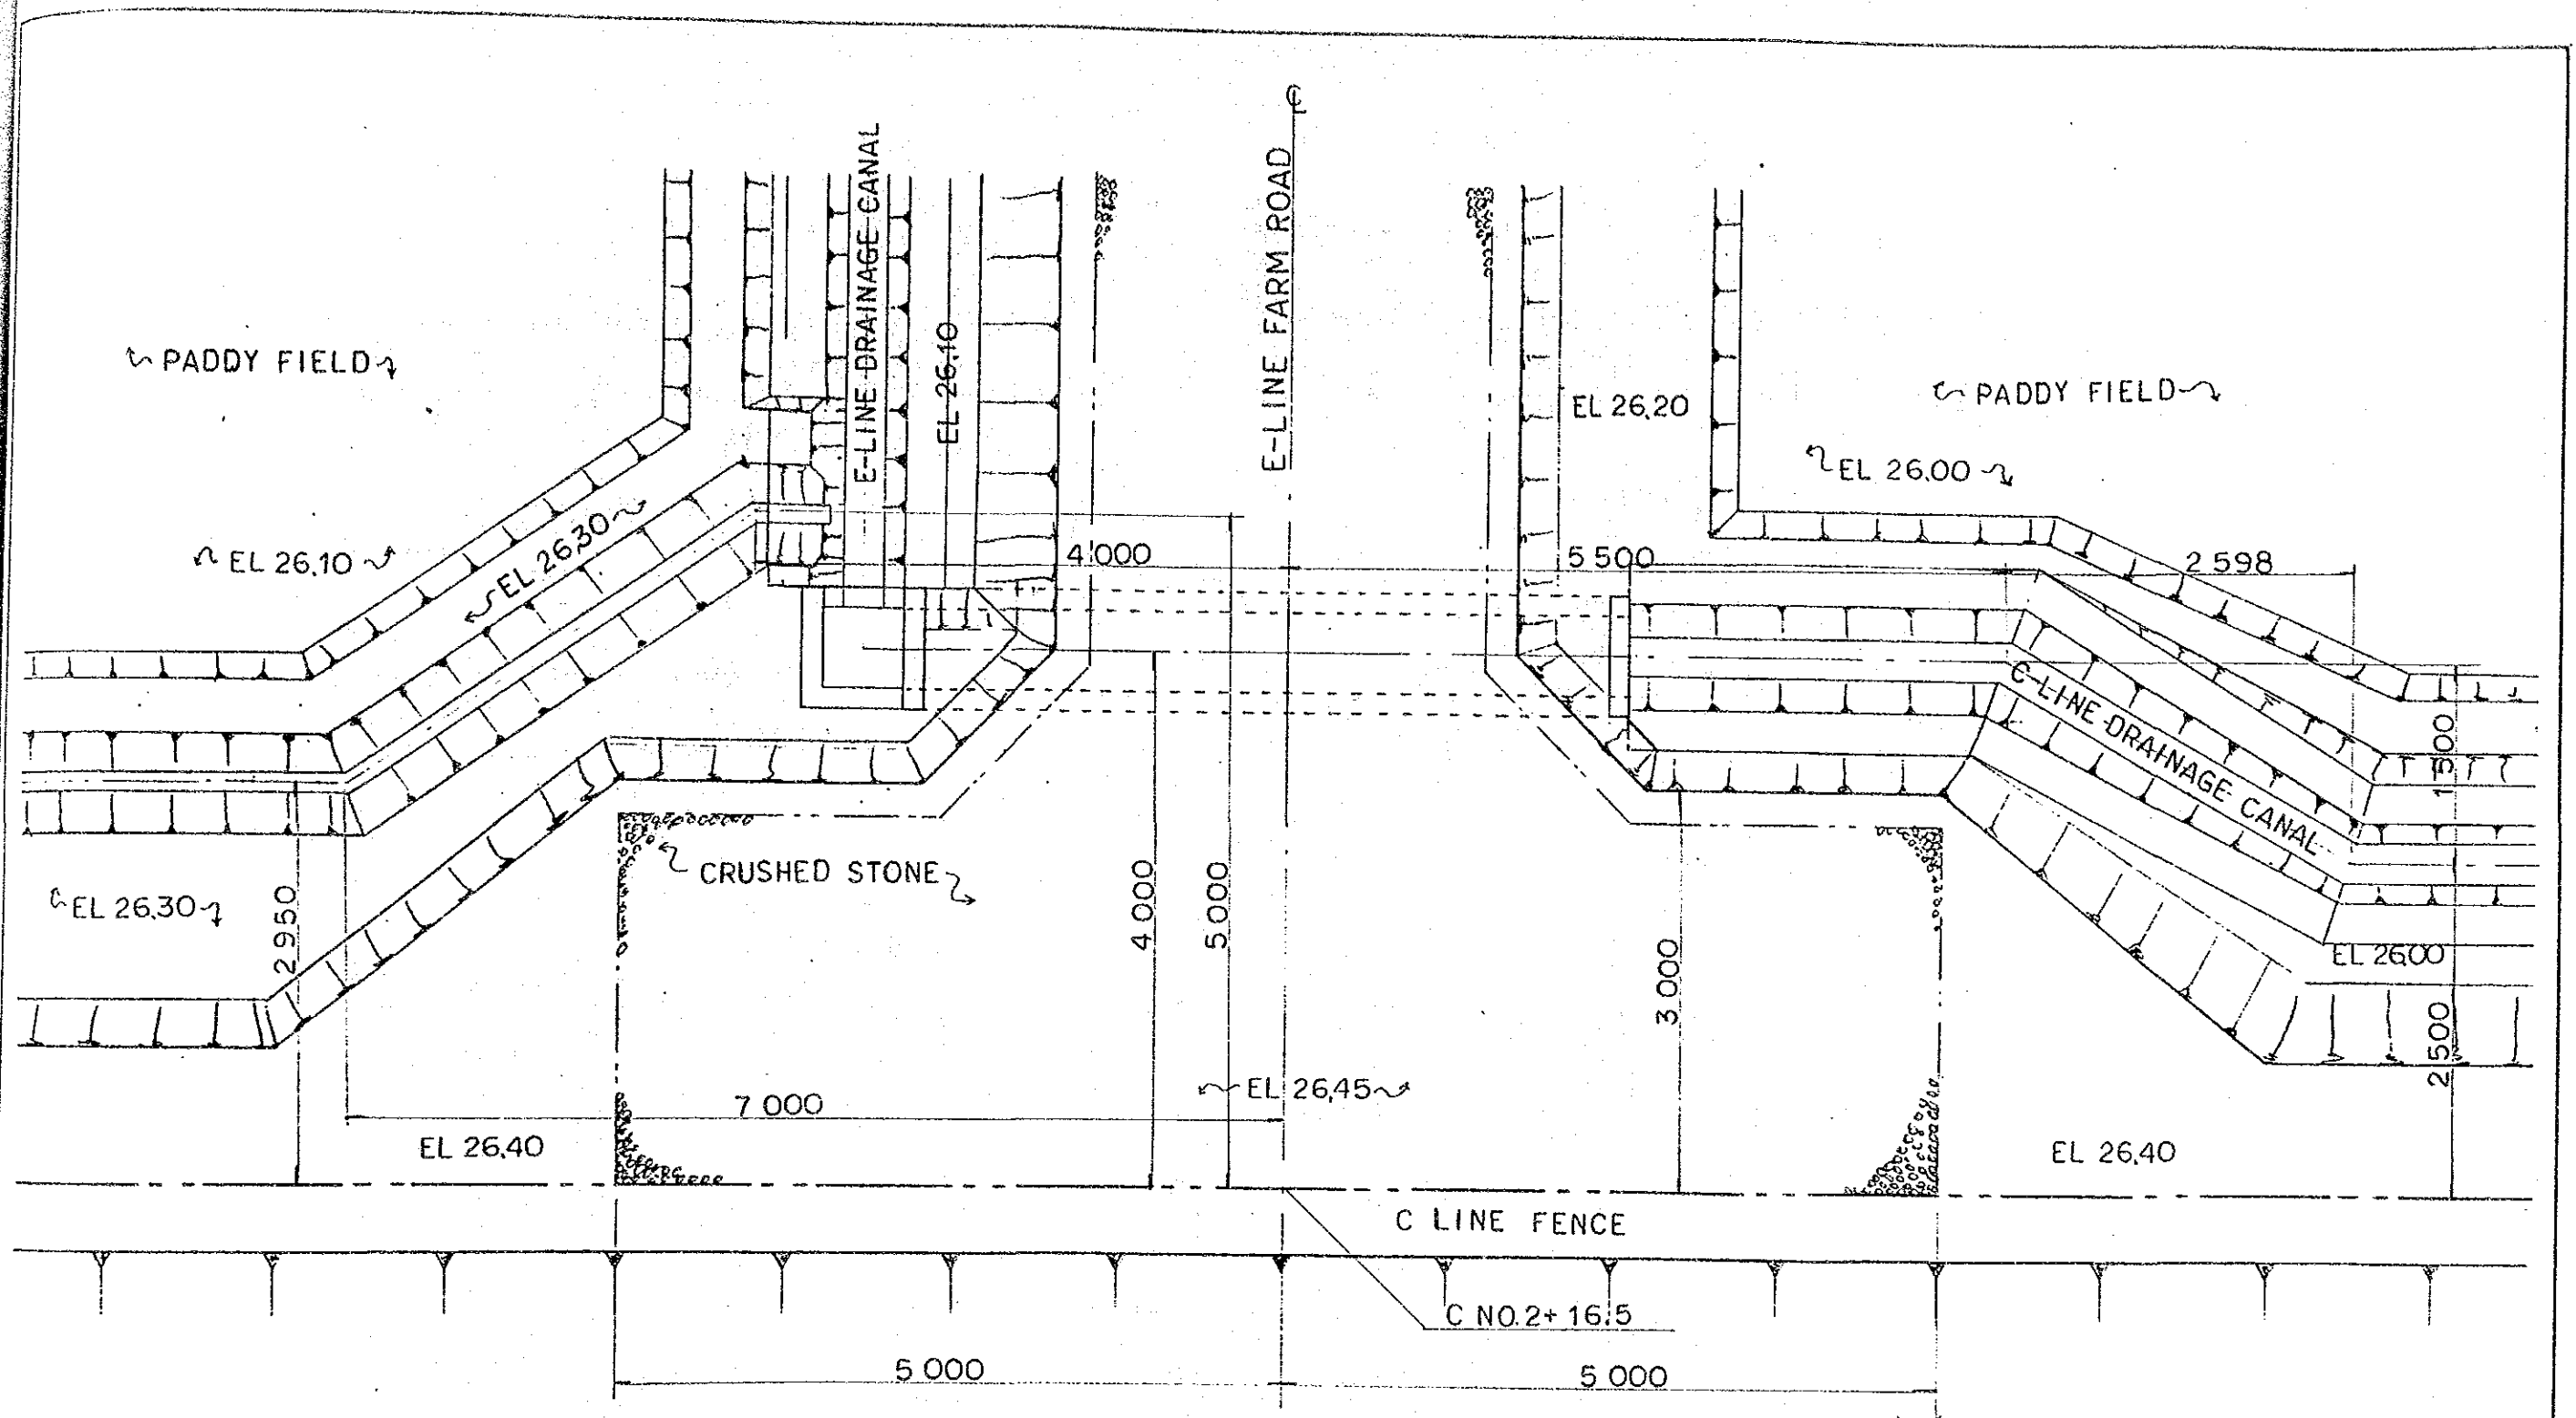 ℄
E-LINE DRAINAGE CANAL
E-LINE FARM ROAD
EL 26.10
PADDY FIELD
EL 26.20
PADDY FIELD
EL 26.00
EL 26.10
EL 26.30
4 000
5 500
2 598
C-LINE DRAINAGE CANAL
1 500
CRUSHED STONE
EL 26.30
2 950
4 000
5 000
3 000
EL 26.00
2 500
EL 26.45
7 000
EL 26.40
EL 26.40
C LINE FENCE
C NO.2+ 16.5
5 000
5 000